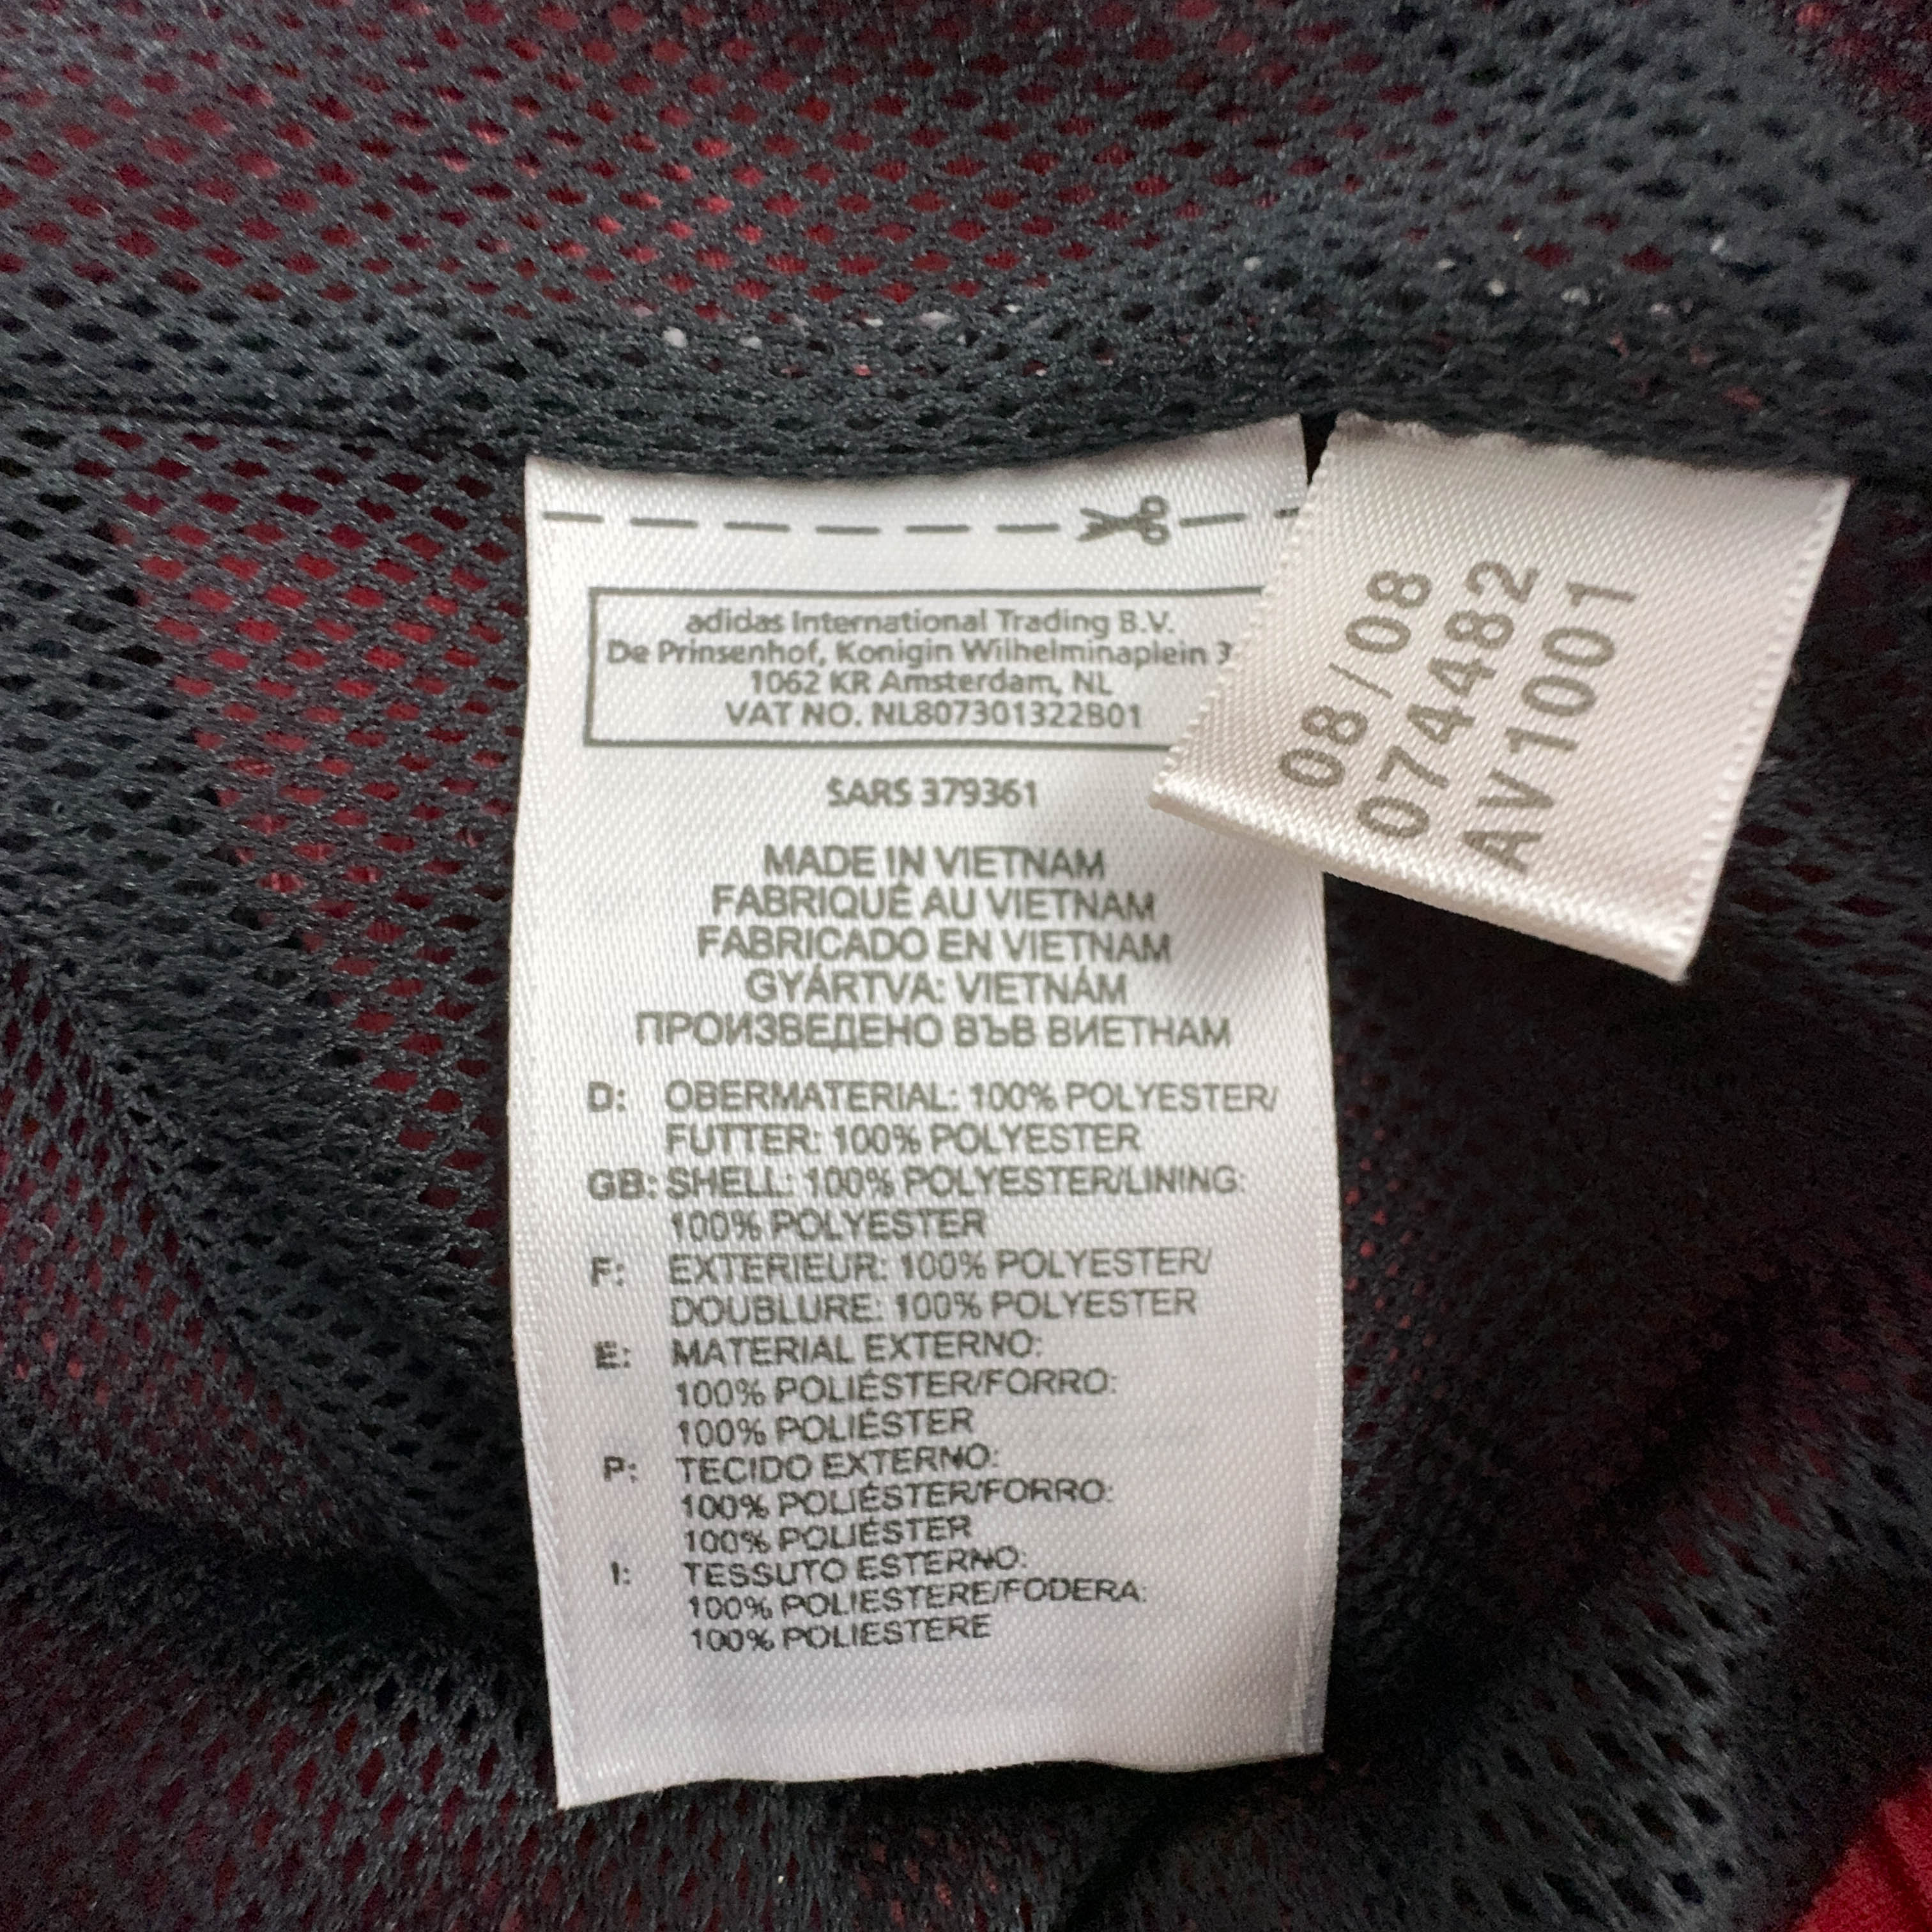 adidas International Trading B.V.
De Prinsenhof, Konigin Wilhelminaplein
1062 KR Amsterdam, NL
VAT NO. NL807301322B01
SARS 379361
MADE IN VIETNAM
FABRIQUÉ AU VIETNAM
FABRICADO EN VIETNAM
GYÁRTVA: VIETNÁM
ПРОИЗВЕДЕНО ВЪВ ВИЕТНАМ
D: OBERMATERIAL: 100% POLYESTER/
FUTTER: 100% POLYESTER
GB: SHELL: 100% POLYESTER/LINING:
100% POLYESTER
F: EXTERIEUR: 100% POLYESTER/
DOUBLURE: 100% POLYESTER
E: MATERIAL EXTERNO:
100% POLIÉSTER/FORRO:
100% POLIÉSTER
P: TECIDO EXTERNO:
100% POLIÉSTER/FORRO:
100% POLIÉSTER
I: TESSUTO ESTERNO:
100% POLIESTERE/FODERA:
100% POLIESTERE
08/08
074482
AV1001